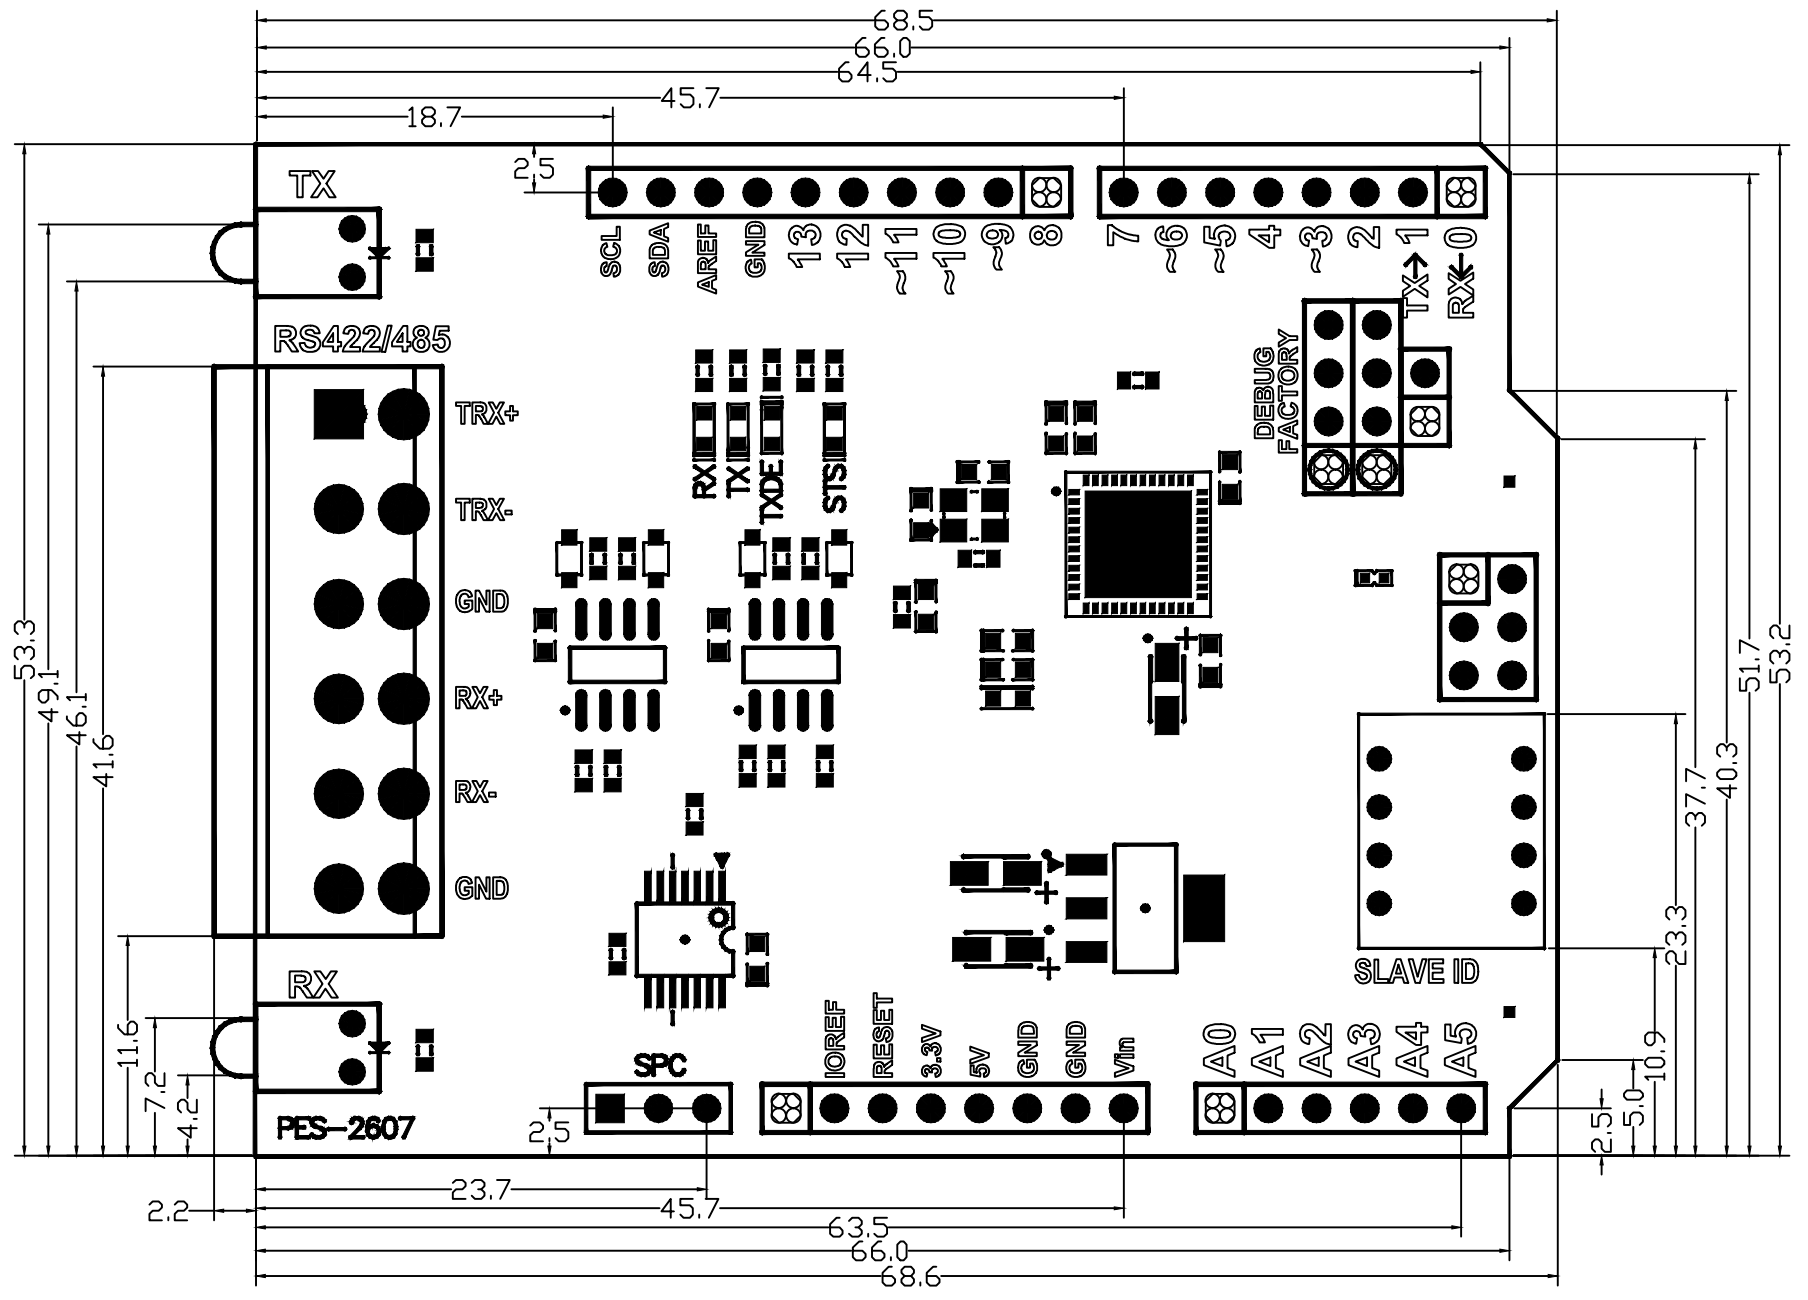 68.5
66.0
64.5
45.7
18.7
2.5
TX
SCL
SDA
AREF
GND
13
12
~11
~10
~9
8
7
~6
~5
4
~3
2
1
0
TX→
RX←
RS422/485
DEBUG
FACTORY
TRX+
TRX-
GND
RX+
RX-
GND
RX
TX
TXDE
STS
53.3
49.1
46.1
41.6
11.6
7.2
4.2
53.2
51.7
40.3
37.7
23.3
10.9
5.0
2.5
SLAVE ID
RX
SPC
IOREF
RESET
3.3V
5V
GND
GND
Vin
A0
A1
A2
A3
A4
A5
PES-2607
2.5
2.2
23.7
45.7
63.5
66.0
68.6